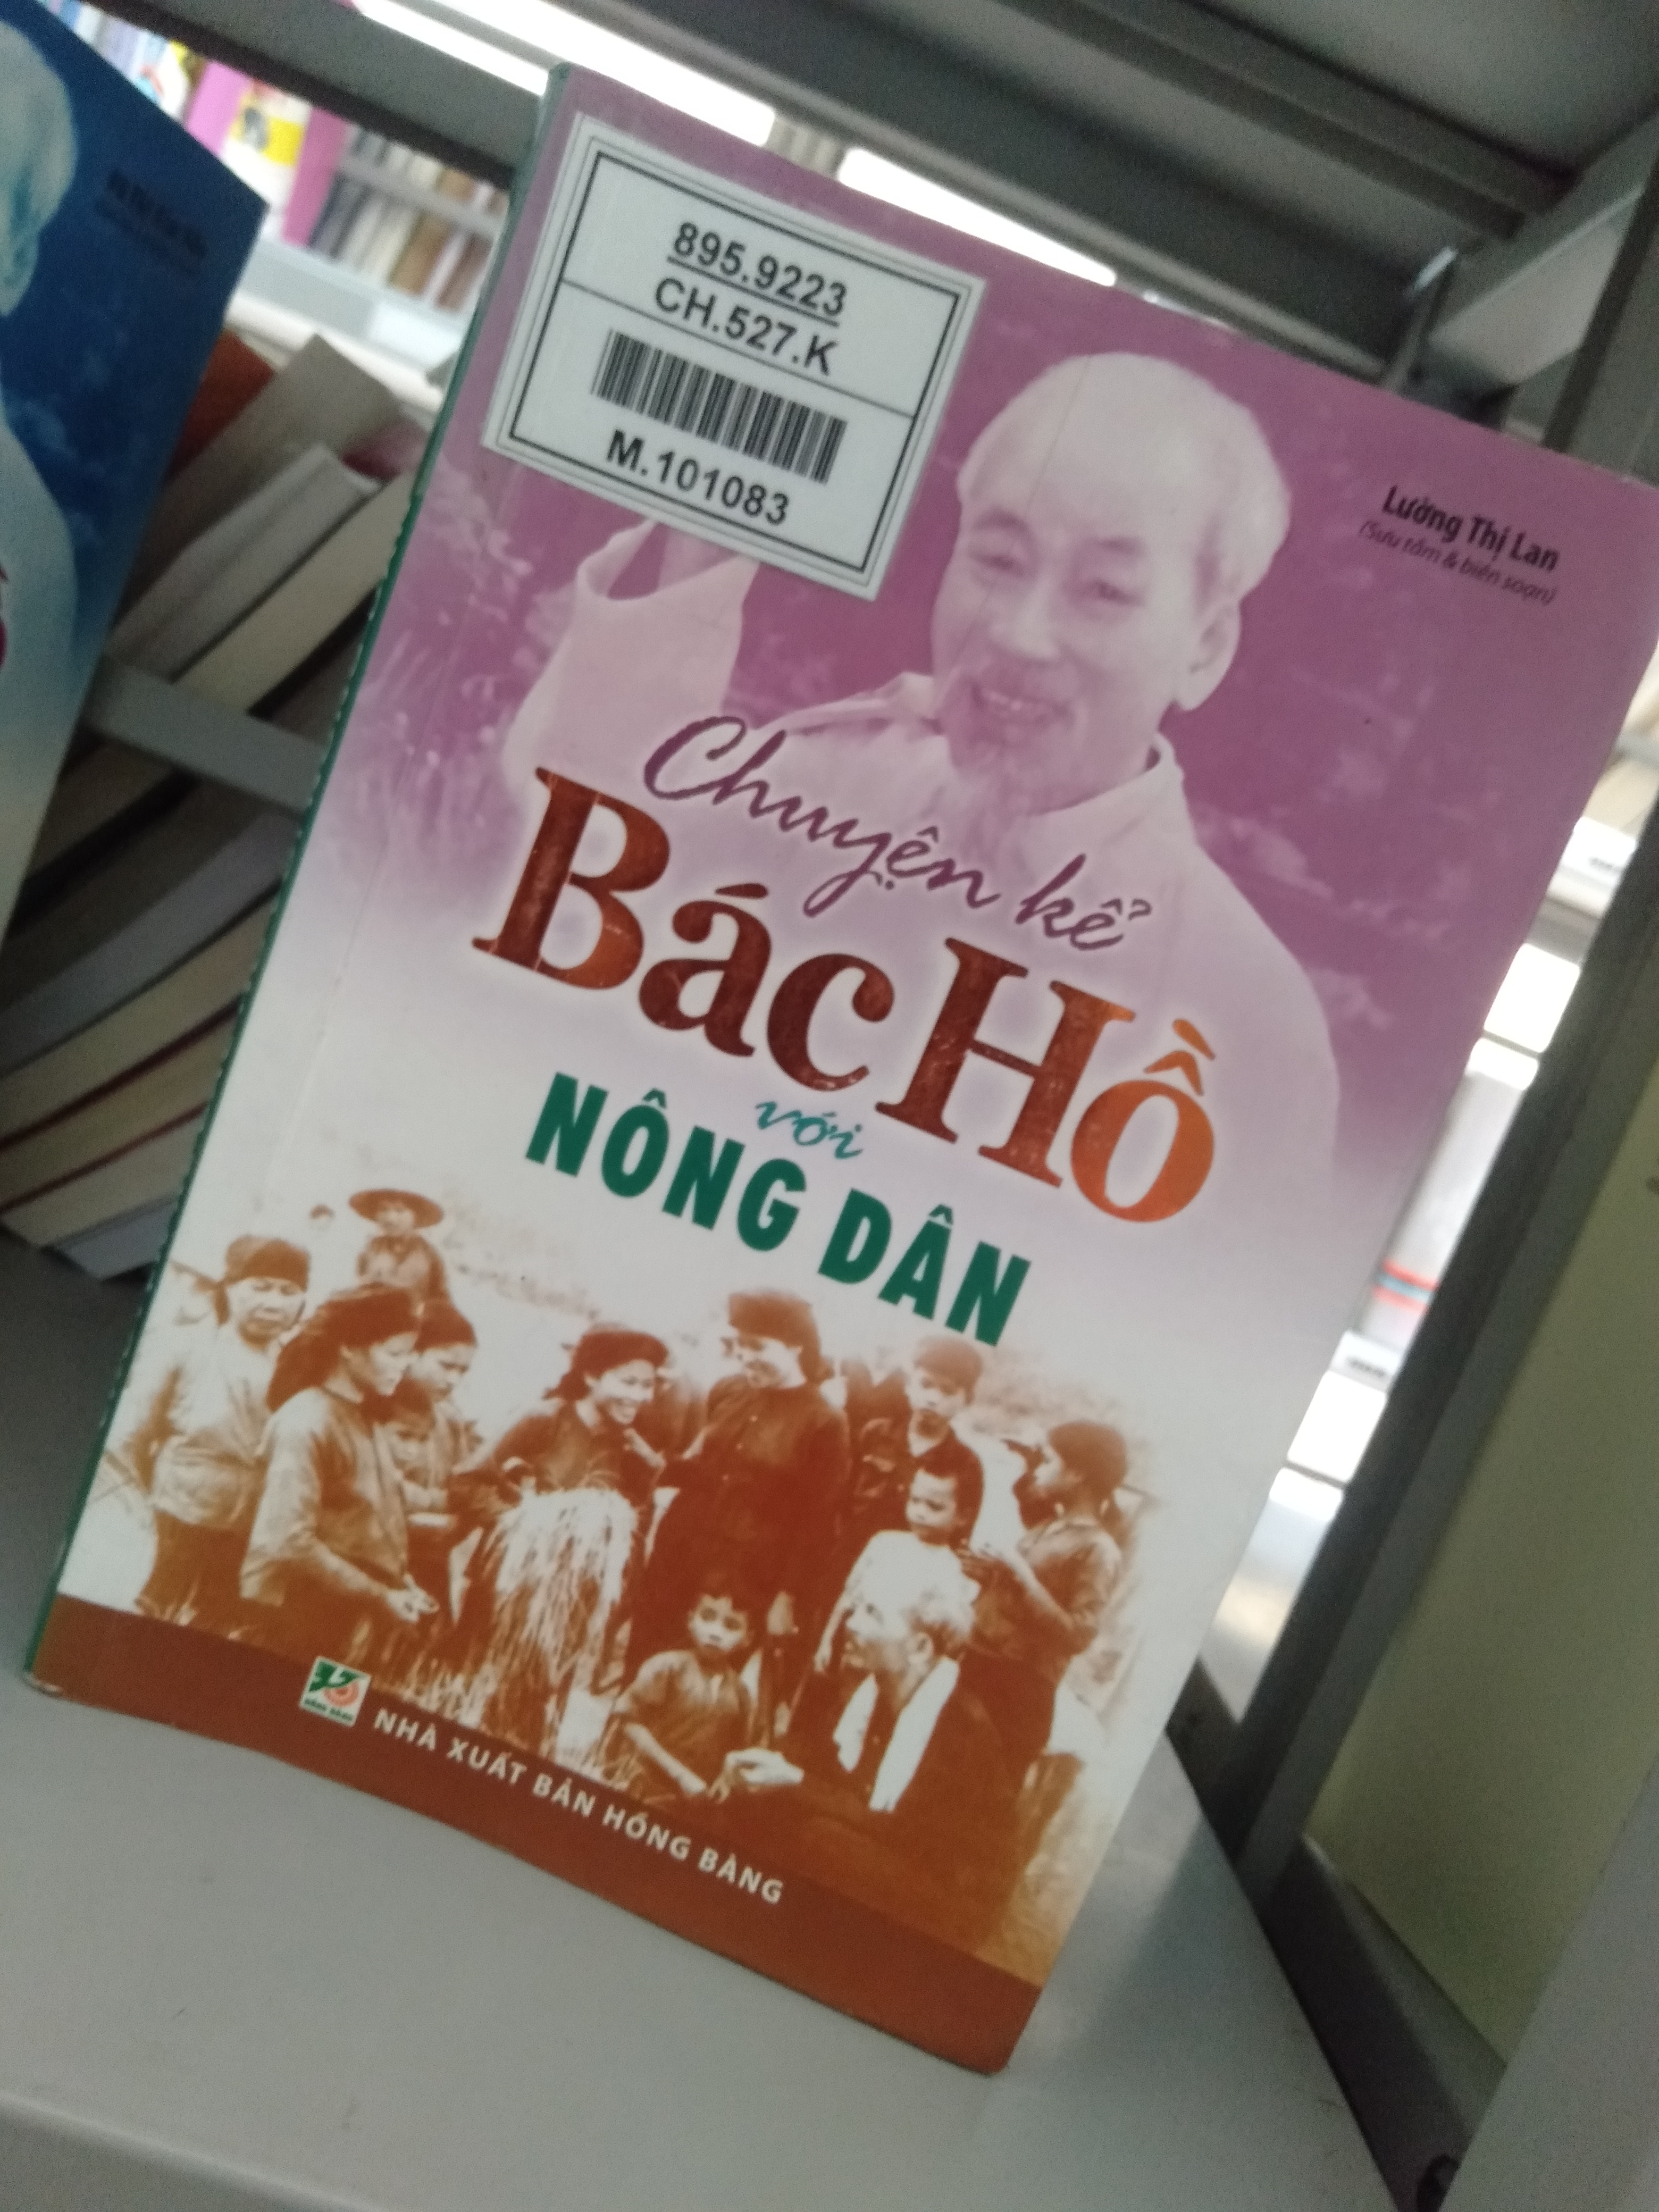 895.9223
CH.527.K
M.101083
Lường Thị Lan
(Sưu tầm & biên soạn)
Chuyện kể
Bác Hồ
với
NÔNG DÂN
NHÀ XUẤT BẢN HỒNG BÀNG